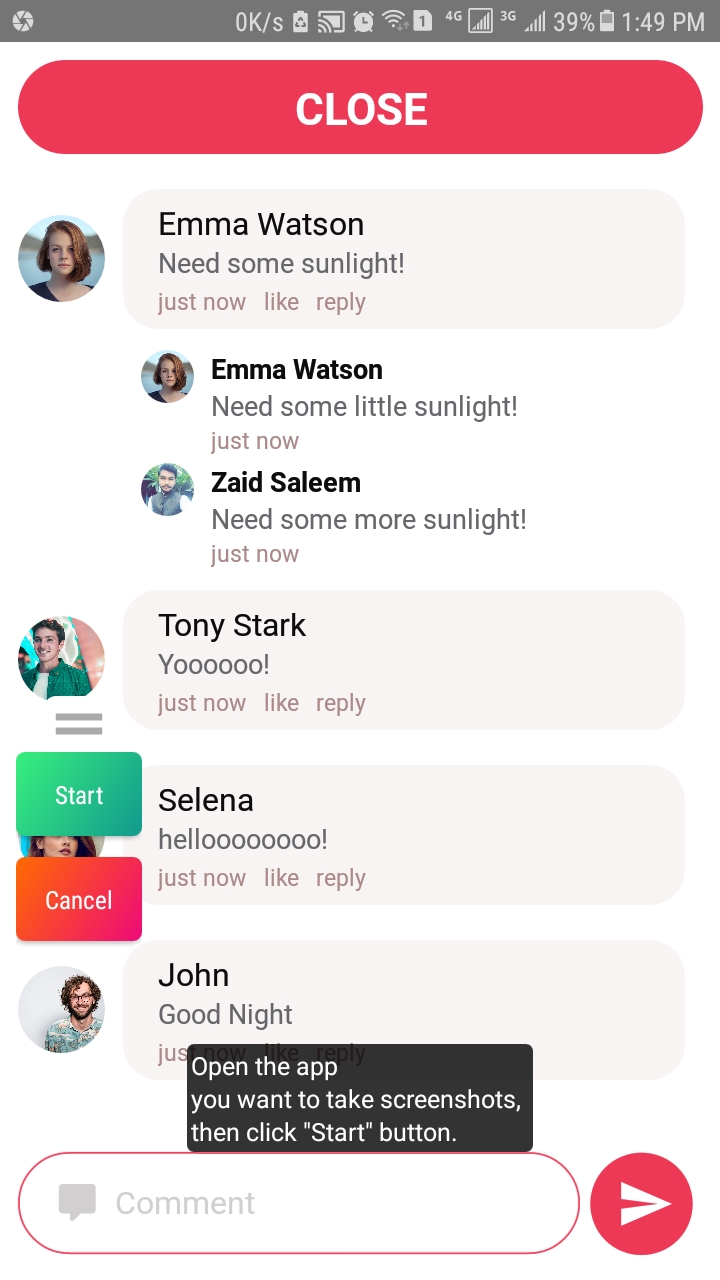 0K/s 1 4G 3G 39% 1:49 PM
CLOSE
Emma Watson
Need some sunlight!
just now like reply
Emma Watson
Need some little sunlight!
just now
Zaid Saleem
Need some more sunlight!
just now
Tony Stark
Yoooooo!
just now like reply
Start
Selena
helloooooooo!
just now like reply
Cancel
John
Good Night
just now like reply
Open the app
you want to take screenshots,
then click "Start" button.
Comment